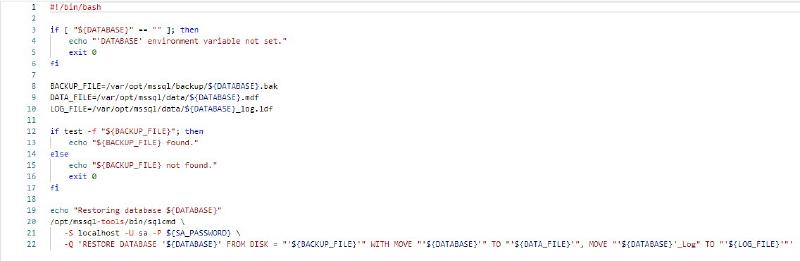 1 #!/bin/bash
2
3 if [ "${DATABASE}" == "" ]; then
4 echo "'DATABASE' environment variable not set."
5 exit 0
6 fi
7
8 BACKUP_FILE=/var/opt/mssql/backup/${DATABASE}.bak
9 DATA_FILE=/var/opt/mssql/data/${DATABASE}.mdf
10 LOG_FILE=/var/opt/mssql/data/${DATABASE}_log.ldf
11
12 if test -f "${BACKUP_FILE}"; then
13 echo "${BACKUP_FILE} found."
14 else
15 echo "${BACKUP_FILE} not found."
16 exit 0
17 fi
18
19 echo "Restoring database ${DATABASE}"
20 /opt/mssql-tools/bin/sqlcmd \
21 -S localhost -U sa -P ${SA_PASSWORD} \
22 -Q 'RESTORE DATABASE '${DATABASE}' FROM DISK = "'${BACKUP_FILE}'" WITH MOVE "'${DATABASE}'" TO "'${DATA_FILE}'", MOVE "'${DATABASE}'_Log" TO "'${LOG_FILE}'"'